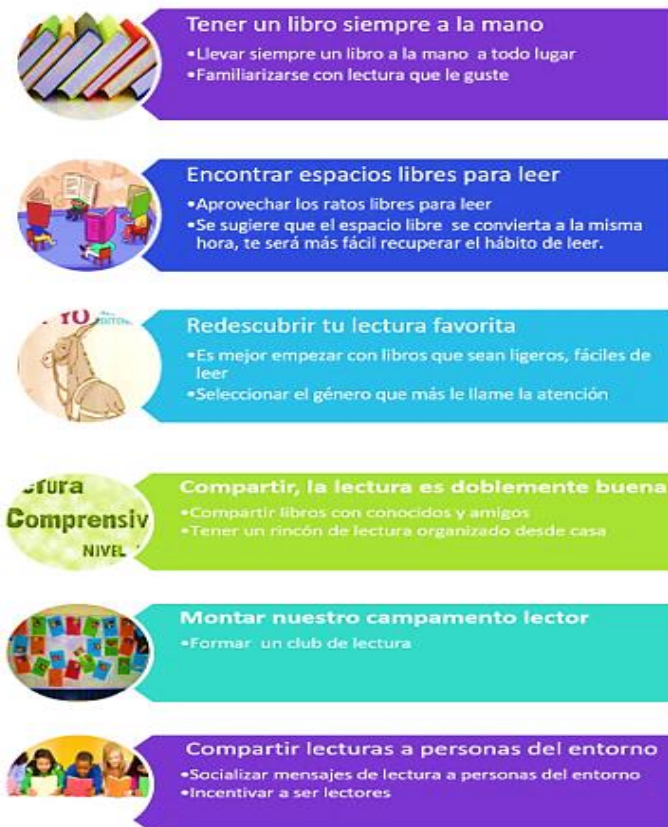 Tener un libro siempre a la mano
•Llevar siempre un libro a la mano a todo lugar
•Familiarizarse con lectura que le guste
Encontrar espacios libres para leer
•Aprovechar los ratos libres para leer
•Se sugiere que el espacio libre se convierta a la misma
hora, te será más fácil recuperar el hábito de leer.
YO
Redescubrir tu lectura favorita
•Es mejor empezar con libros que sean ligeros, fáciles de
leer
•Seleccionar el género que más le llame la atención
ctura
Comprensiv
NIVEL
Compartir, la lectura es doblemente buena
•Compartir libros con conocidos y amigos
•Tener un rincón de lectura organizado desde casa
Montar nuestro campamento lector
•Formar un club de lectura
Compartir lecturas a personas del entorno
•Socializar mensajes de lectura a personas del entorno
•Incentivar a ser lectores